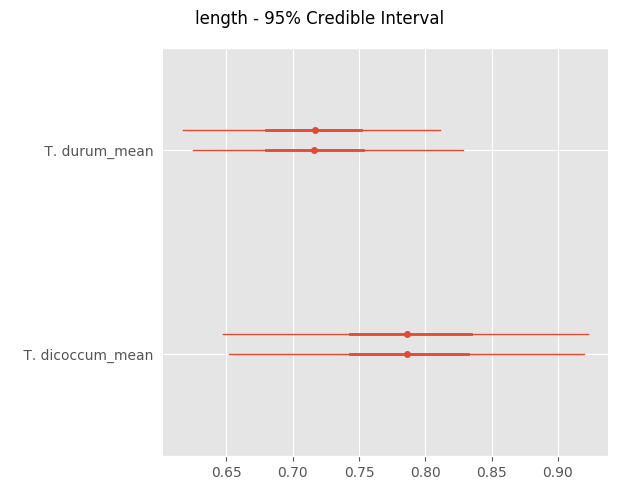 length - 95% Credible Interval
T. durum_mean
T. dicoccum_mean
0.65 0.70 0.75 0.80 0.85 0.90